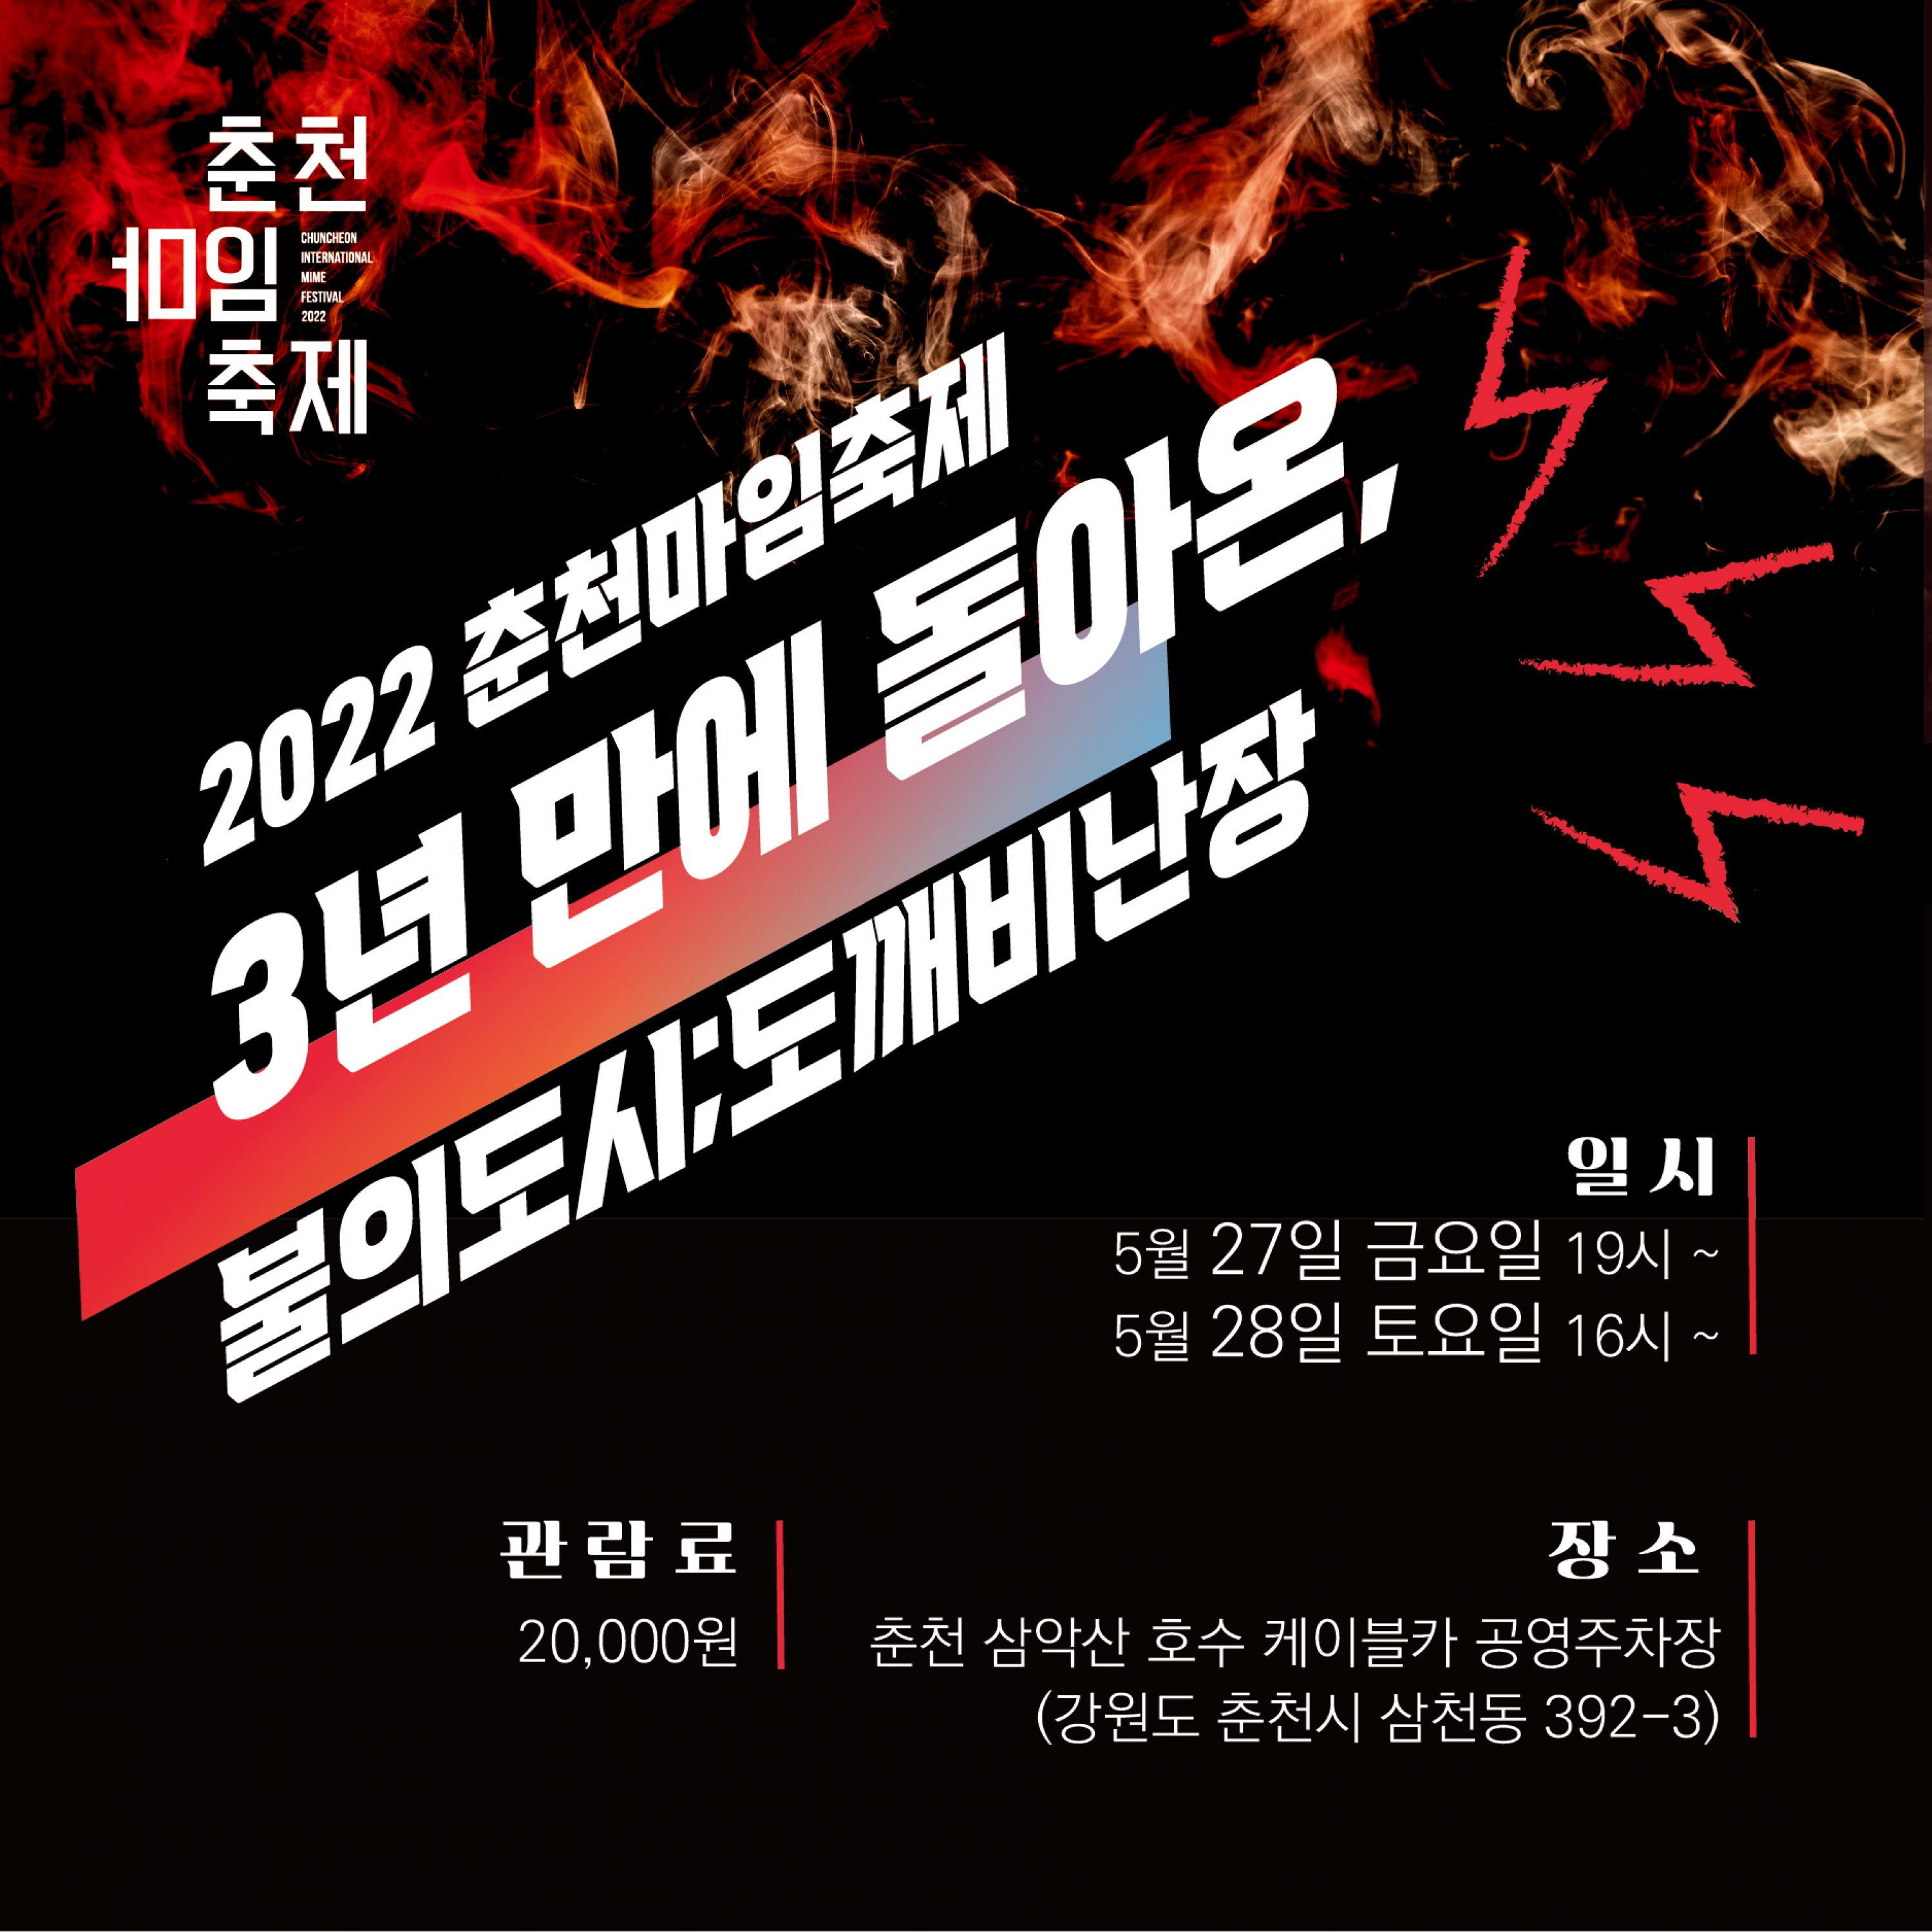 춘천
마임
축제
CHUNCHEON
INTERNATIONAL
MIME
FESTIVAL
2022
2022 춘천마임축제
3년 만에 돌아온,
불의도시;도깨비난장
일시
5월 27일 금요일 19시 ~
5월 28일 토요일 16시 ~
관람료
20,000원
장소
춘천 삼악산 호수 케이블카 공영주차장
(강원도 춘천시 삼천동 392-3)